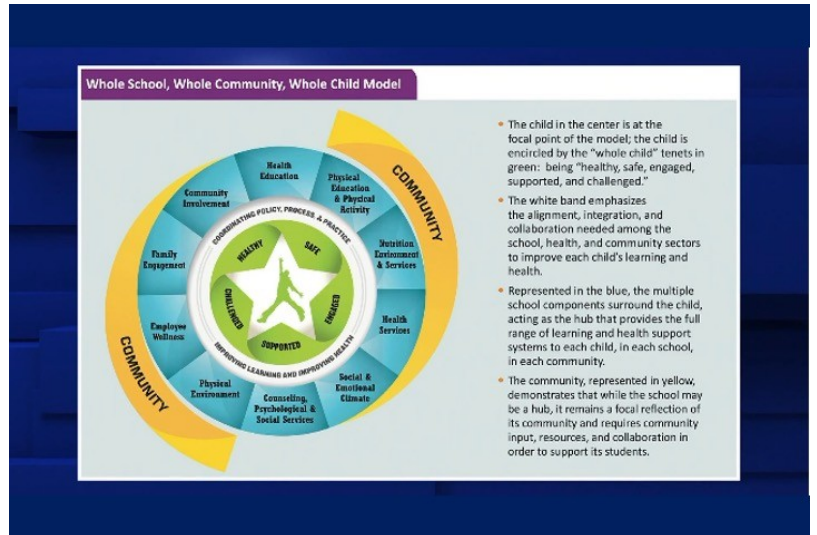 Whole School, Whole Community, Whole Child Model
COMMUNITY
Health
Education
Physical
Education
& Physical
Activity
Nutrition
Environment
& Services
Health
Services
Social &
Emotional
Climate
Counseling,
Psychological &
Social Services
Physical
Environment
Employee
Wellness
Family
Engagement
Community
Involvement
COORDINATING POLICY, PROCESS, & PRACTICE
IMPROVING LEARNING AND IMPROVING HEALTH
HEALTHY
SAFE
ENGAGED
SUPPORTED
CHALLENGED
COMMUNITY
• The child in the center is at the
focal point of the model; the child is
encircled by the “whole child” tenets in
green: being “healthy, safe, engaged,
supported, and challenged.”
• The white band emphasizes
the alignment, integration, and
collaboration needed among the
school, health, and community sectors
to improve each child’s learning and
health.
• Represented in the blue, the multiple
school components surround the child,
acting as the hub that provides the full
range of learning and health support
systems to each child, in each school,
in each community.
• The community, represented in yellow,
demonstrates that while the school may
be a hub, it remains a focal reflection of
its community and requires community
input, resources, and collaboration in
order to support its students.